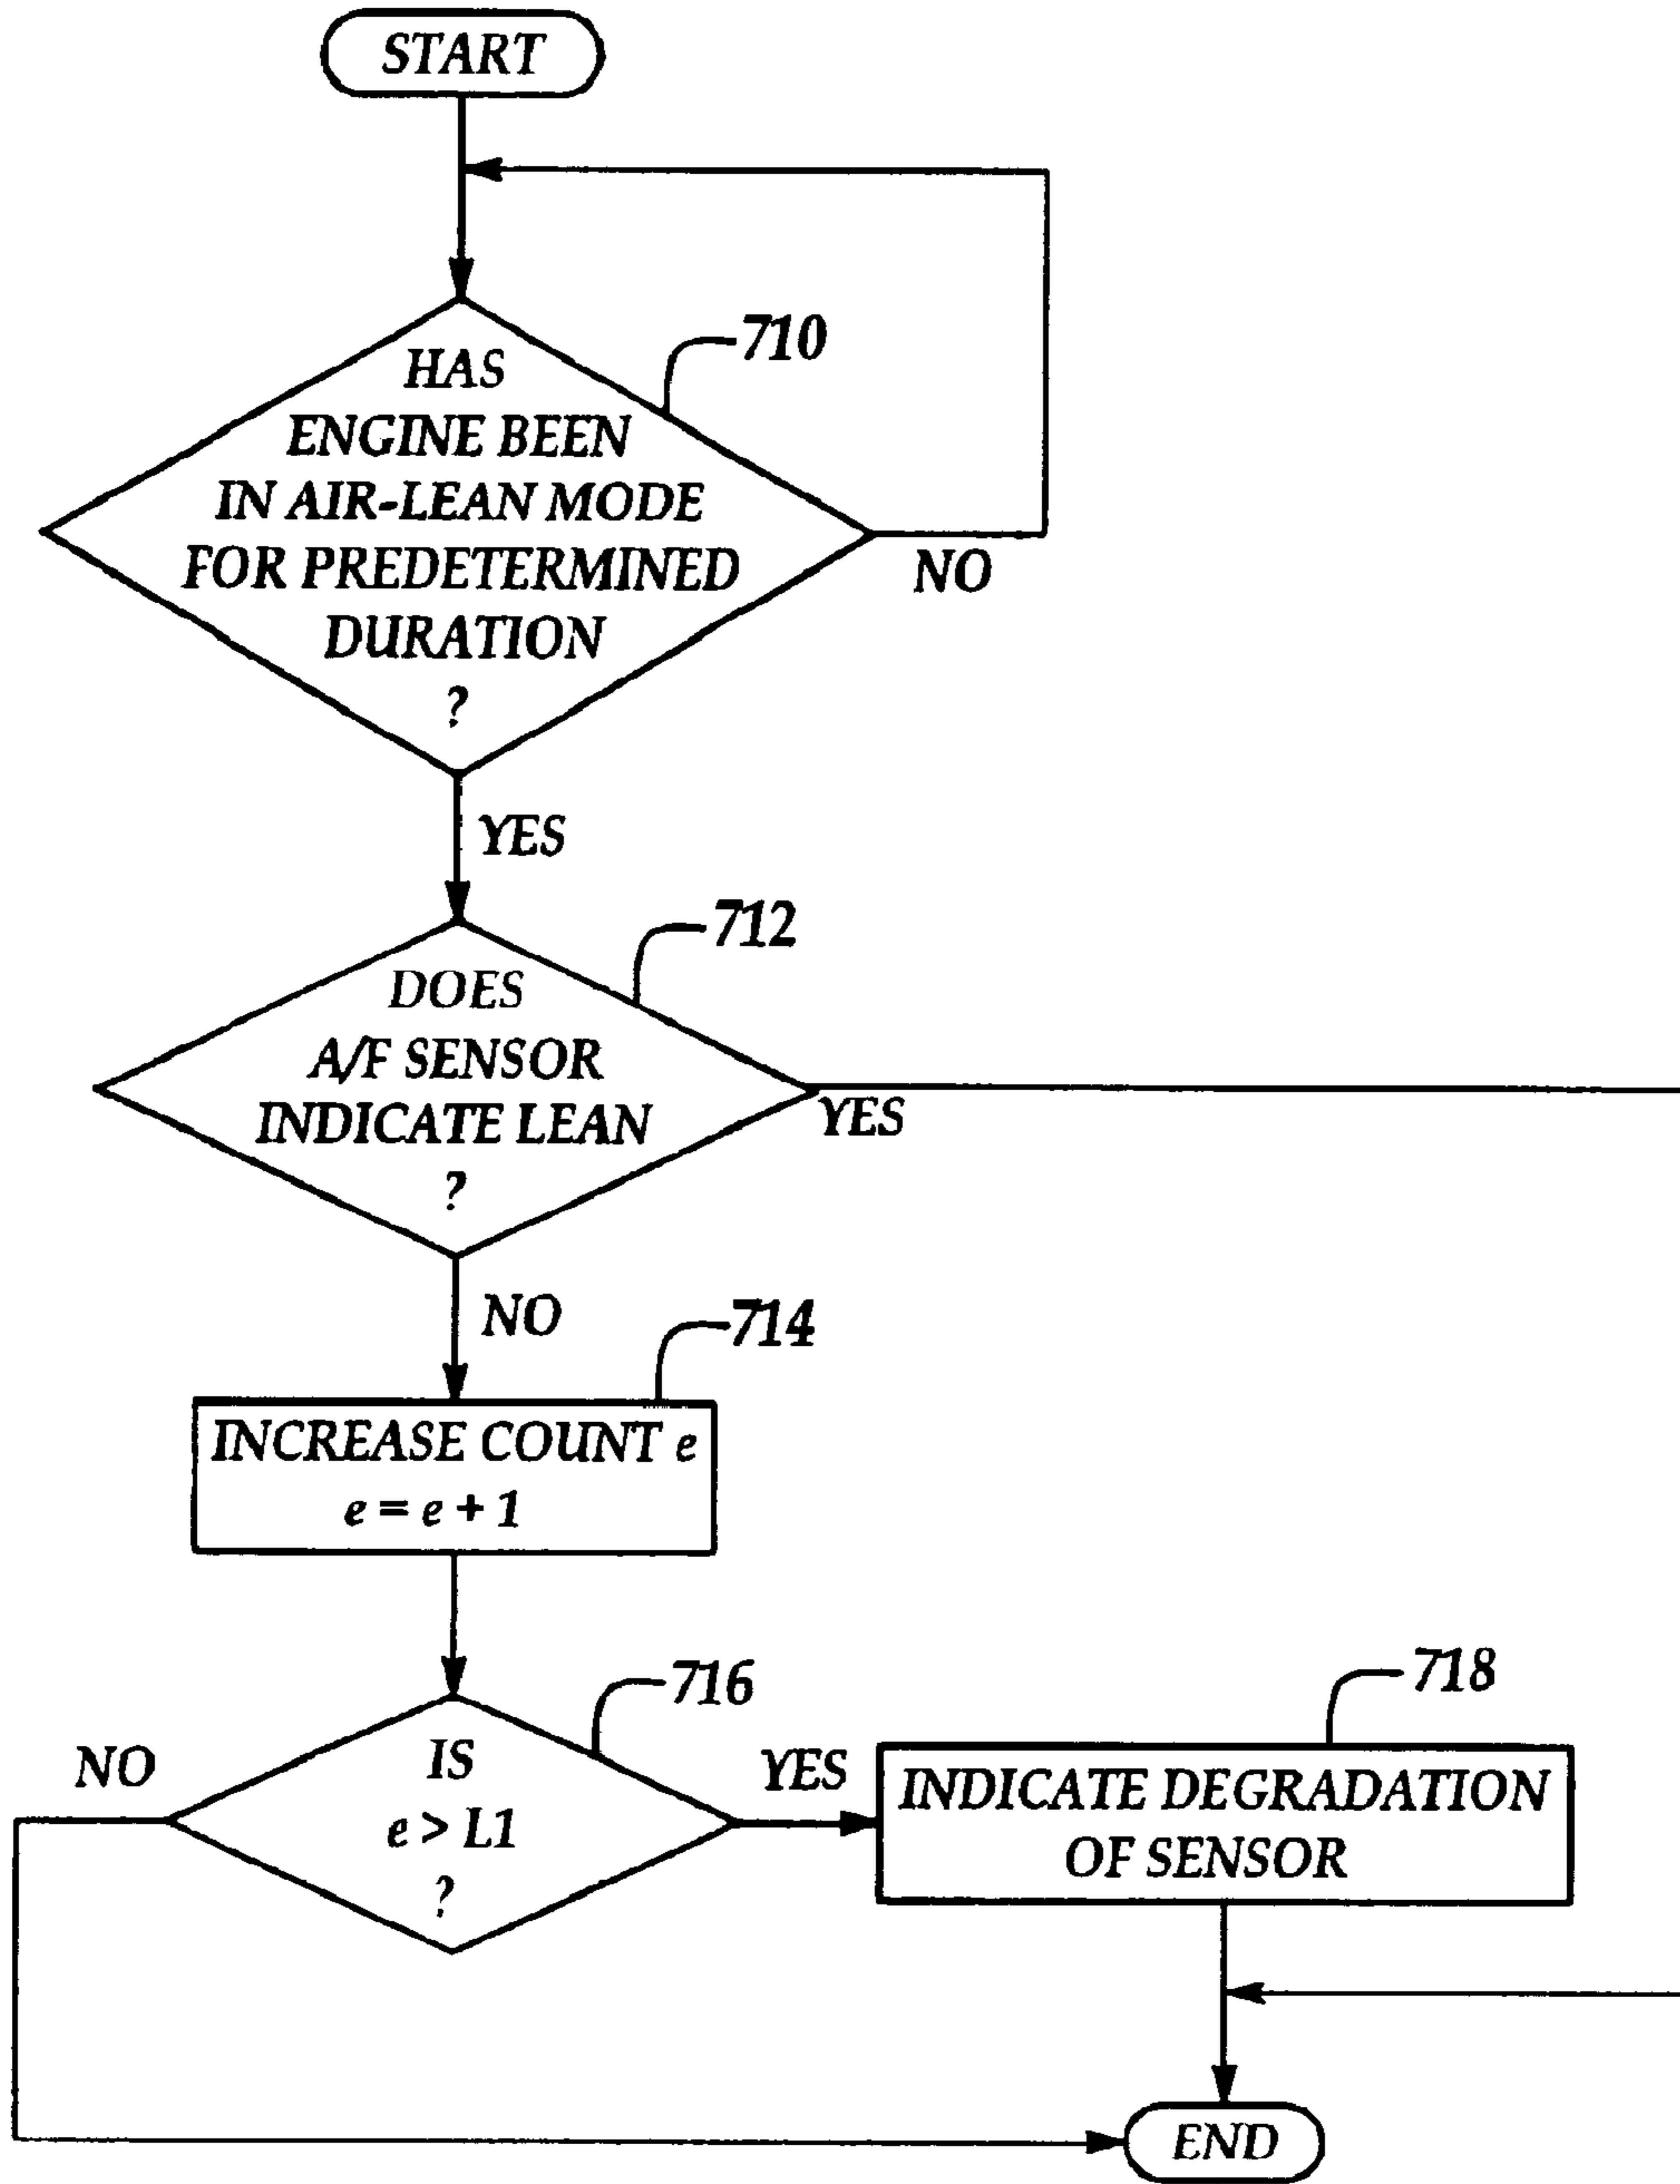 START
710
HAS
ENGINE BEEN
IN AIR-LEAN MODE
FOR PREDETERMINED
DURATION
?
NO
YES
712
DOES
A/F SENSOR
INDICATE LEAN
?
YES
NO
714
INCREASE COUNT e
e = e + 1
716
718
NO
IS
e > L1
?
YES
INDICATE DEGRADATION
OF SENSOR
END